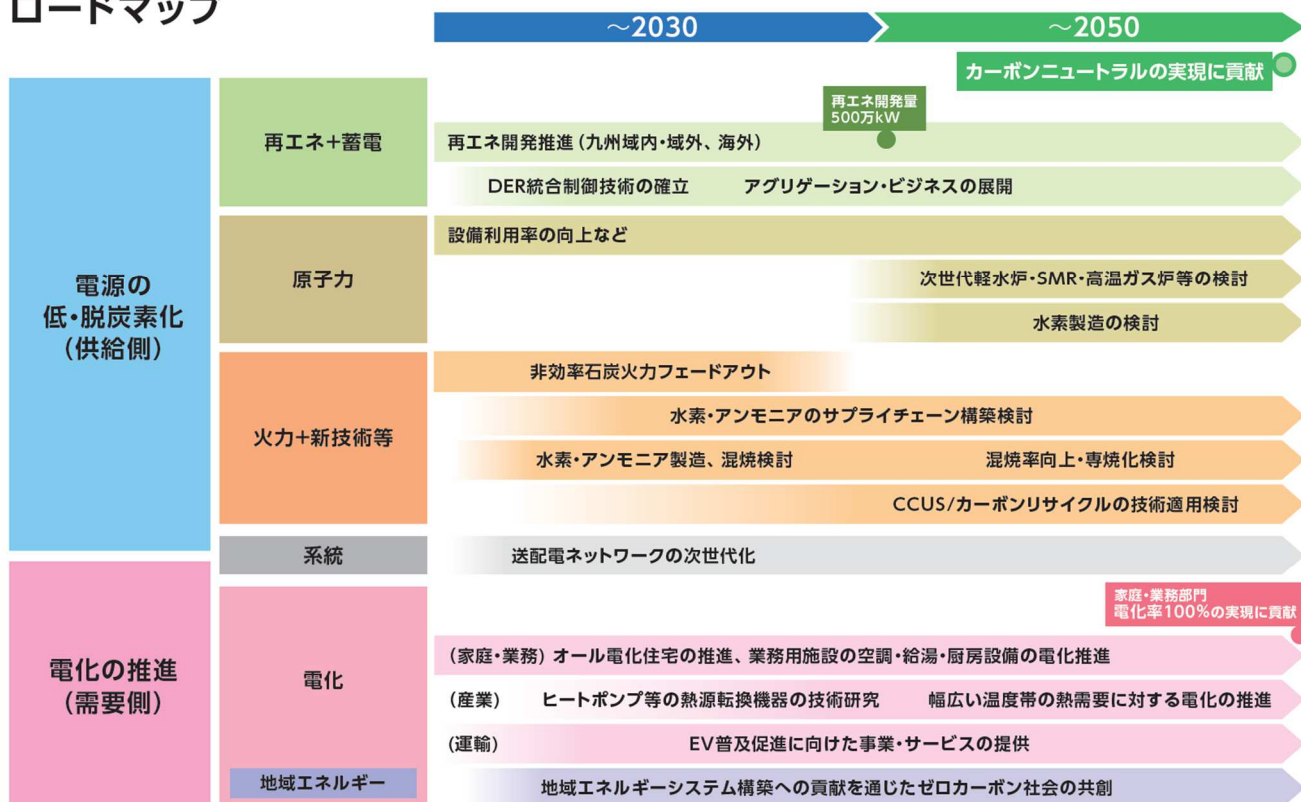 ロードマップ
～2030
～2050
カーボンニュートラルの実現に貢献
電源の
低・脱炭素化
（供給側）
再エネ+蓄電
再エネ開発量
500万kW
再エネ開発推進（九州域内・域外、海外）
DER統合制御技術の確立
アグリゲーション・ビジネスの展開
原子力
設備利用率の向上など
次世代軽水炉・SMR・高温ガス炉等の検討
水素製造の検討
火力+新技術等
非効率石炭火力フェードアウト
水素・アンモニアのサプライチェーン構築検討
水素・アンモニア製造、混焼検討
混焼率向上・専焼化検討
CCUS/カーボンリサイクルの技術適用検討
系統
送配電ネットワークの次世代化
電化の推進
（需要側）
電化
家庭・業務部門
電化率100%の実現に貢献
（家庭・業務）オール電化住宅の推進、業務用施設の空調・給湯・厨房設備の電化推進
（産業）
ヒートポンプ等の熱源転換機器の技術研究
幅広い温度帯の熱需要に対する電化の推進
（運輸）
EV普及促進に向けた事業・サービスの提供
地域エネルギー
地域エネルギーシステム構築への貢献を通じたゼロカーボン社会の共創